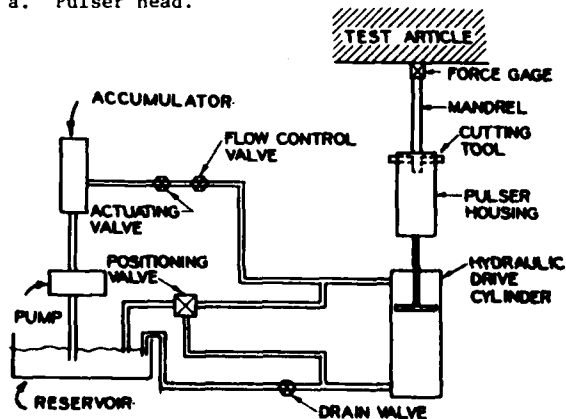 a. Pulser head.
TEST ARTICLE
FORCE GAGE
MANDREL
CUTTING
TOOL
PULSER
HOUSING
HYDRAULIC
DRIVE
CYLINDER
ACCUMULATOR
FLOW CONTROL
VALVE
ACTUATING
VALVE
POSITIONING
VALVE
PUMP
RESERVOIR
DRAIN VALVE